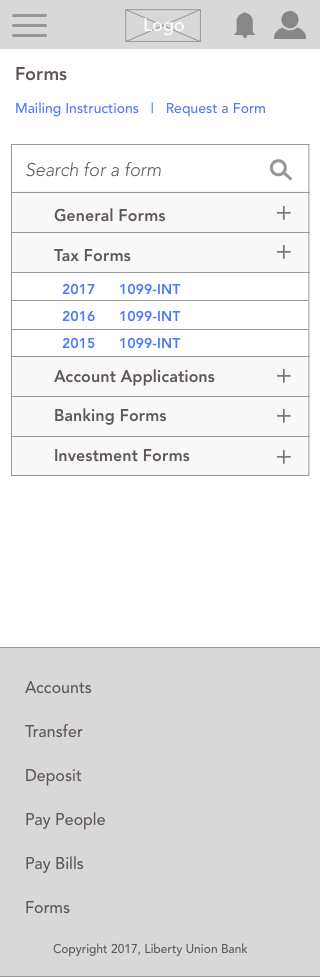 Logo
Forms
Mailing Instructions | Request a Form
Search for a form
General Forms +
Tax Forms +
2017 1099-INT
2016 1099-INT
2015 1099-INT
Account Applications +
Banking Forms +
Investment Forms +
Accounts
Transfer
Deposit
Pay People
Pay Bills
Forms
Copyright 2017, Liberty Union Bank